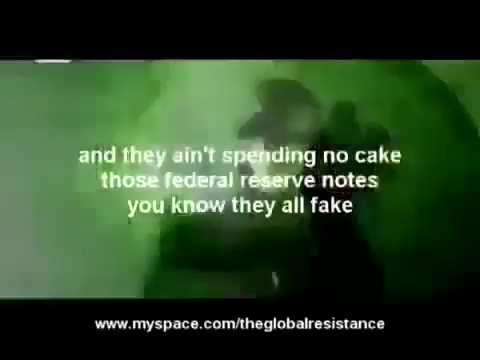 and they ain't spending no cake
those federal reserve notes
you know they all fake
www.myspace.com/theglobalresistance